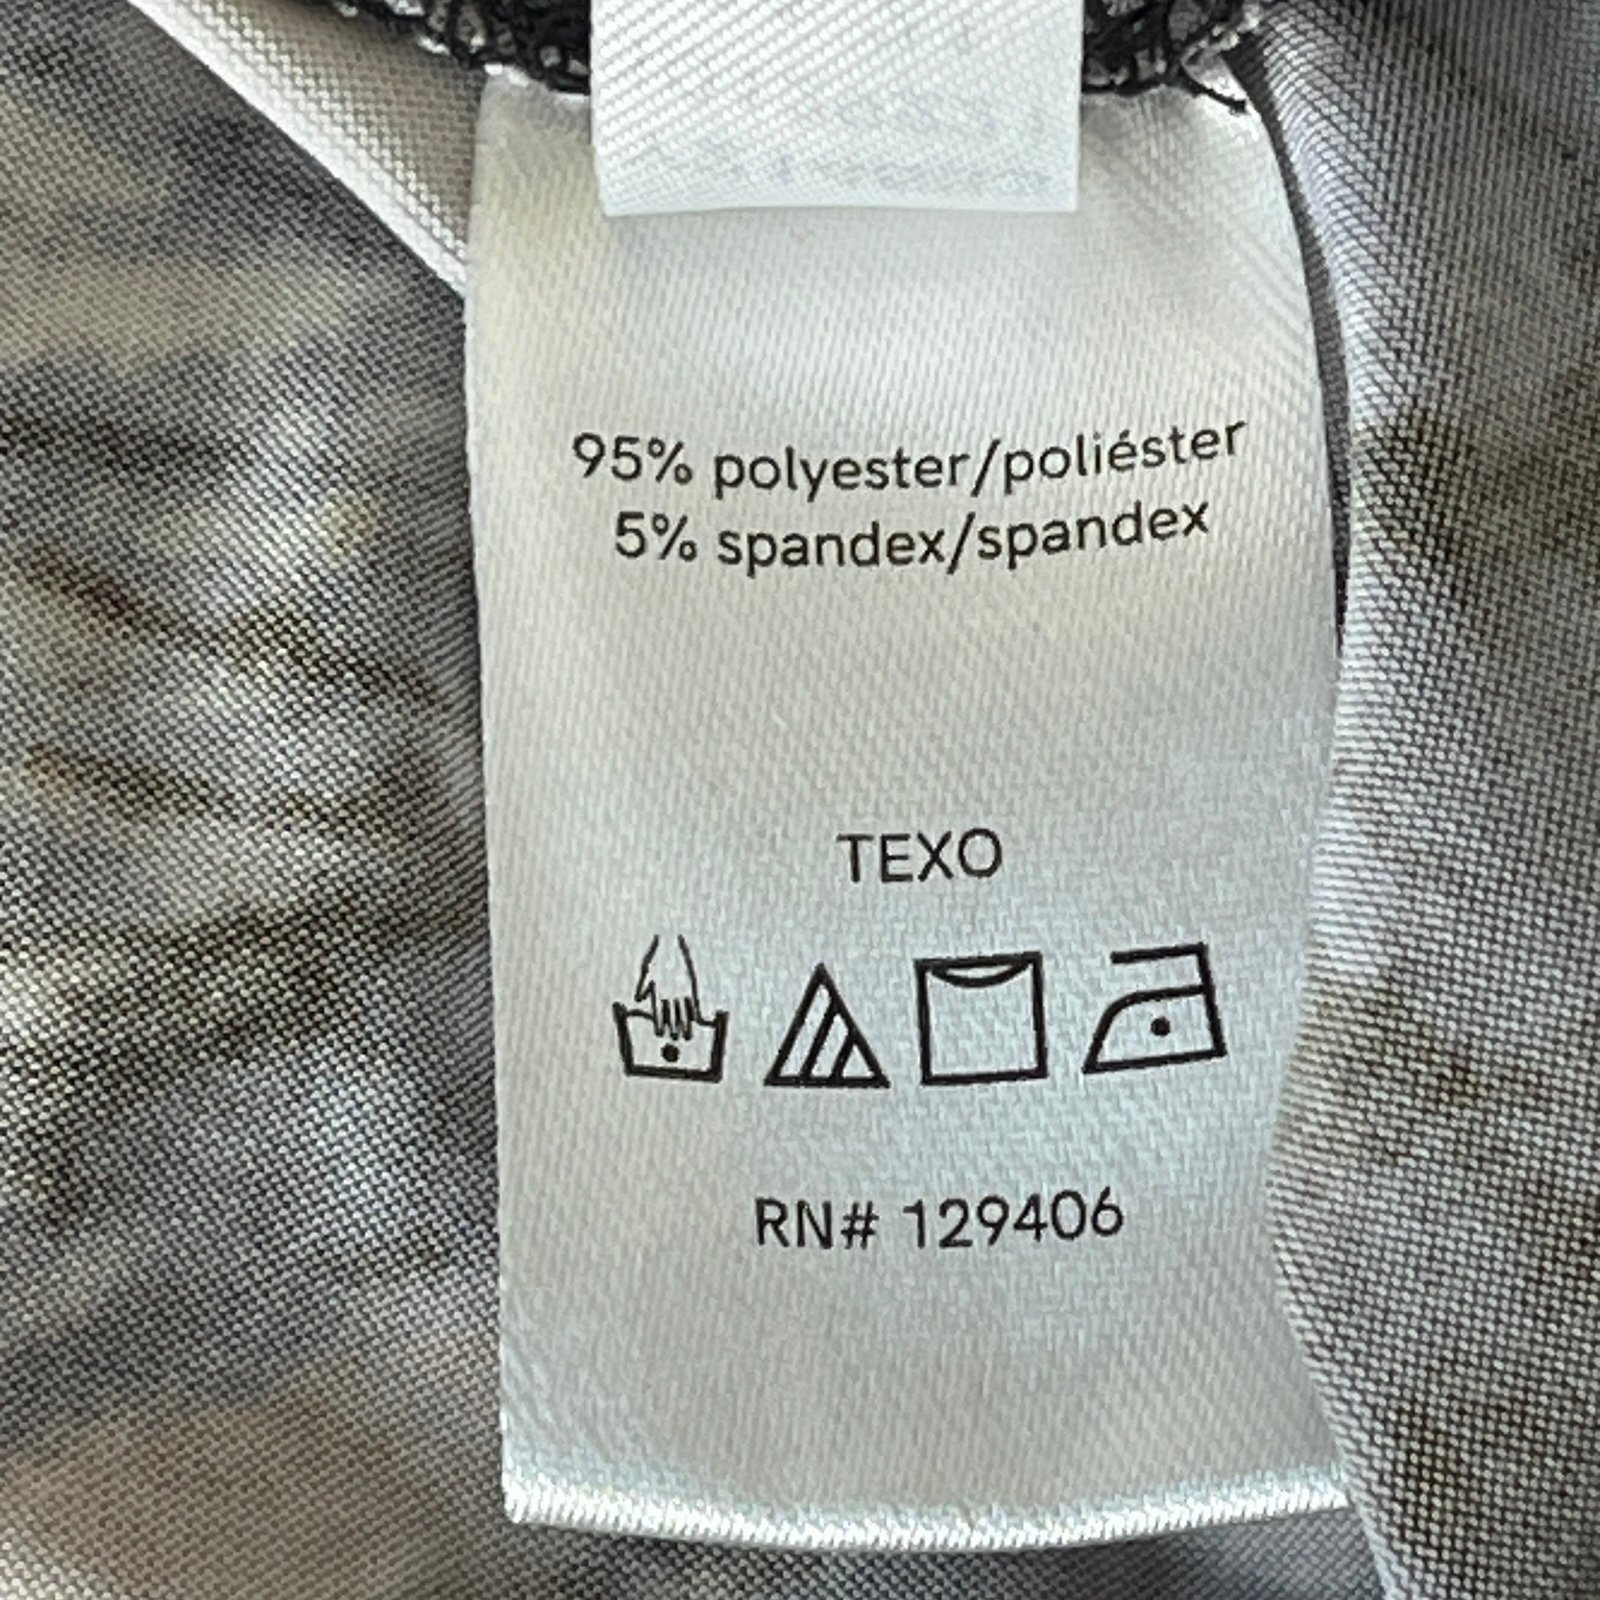 95% polyester/poliéster
5% spandex/spandex
TEXO
RN# 129406